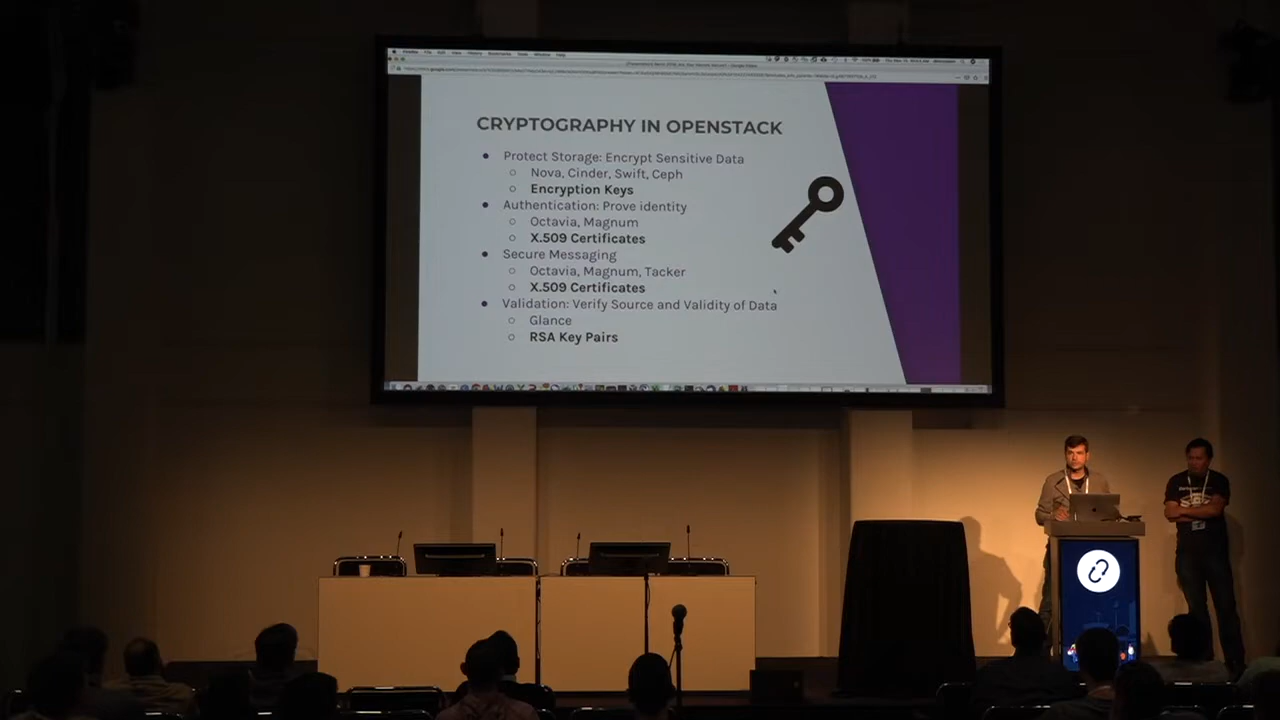 CRYPTOGRAPHY IN OPENSTACK
● Protect Storage: Encrypt Sensitive Data
○ Nova, Cinder, Swift, Ceph
○ Encryption Keys
● Authentication: Prove identity
○ Octavia, Magnum
○ X.509 Certificates
● Secure Messaging
○ Octavia, Magnum, Tacker
○ X.509 Certificates
● Validation: Verify Source and Validity of Data
○ Glance
○ RSA Key Pairs